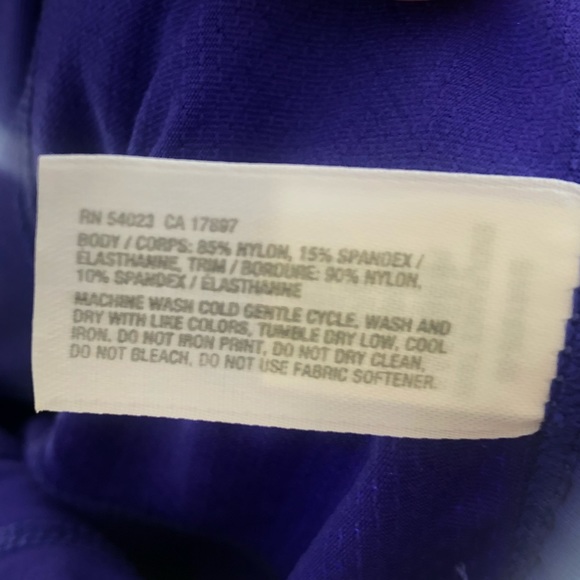 RN 54023 CA 17897
BODY / CORPS: 85% NYLON, 15% SPANDEX /
ÉLASTHANNE, TRIM / BORDURE: 90% NYLON,
10% SPANDEX / ÉLASTHANNE
MACHINE WASH COLD GENTLE CYCLE, WASH AND
DRY WITH LIKE COLORS, TUMBLE DRY LOW, COOL
IRON. DO NOT IRON PRINT, DO NOT DRY CLEAN,
DO NOT BLEACH, DO NOT USE FABRIC SOFTENER.